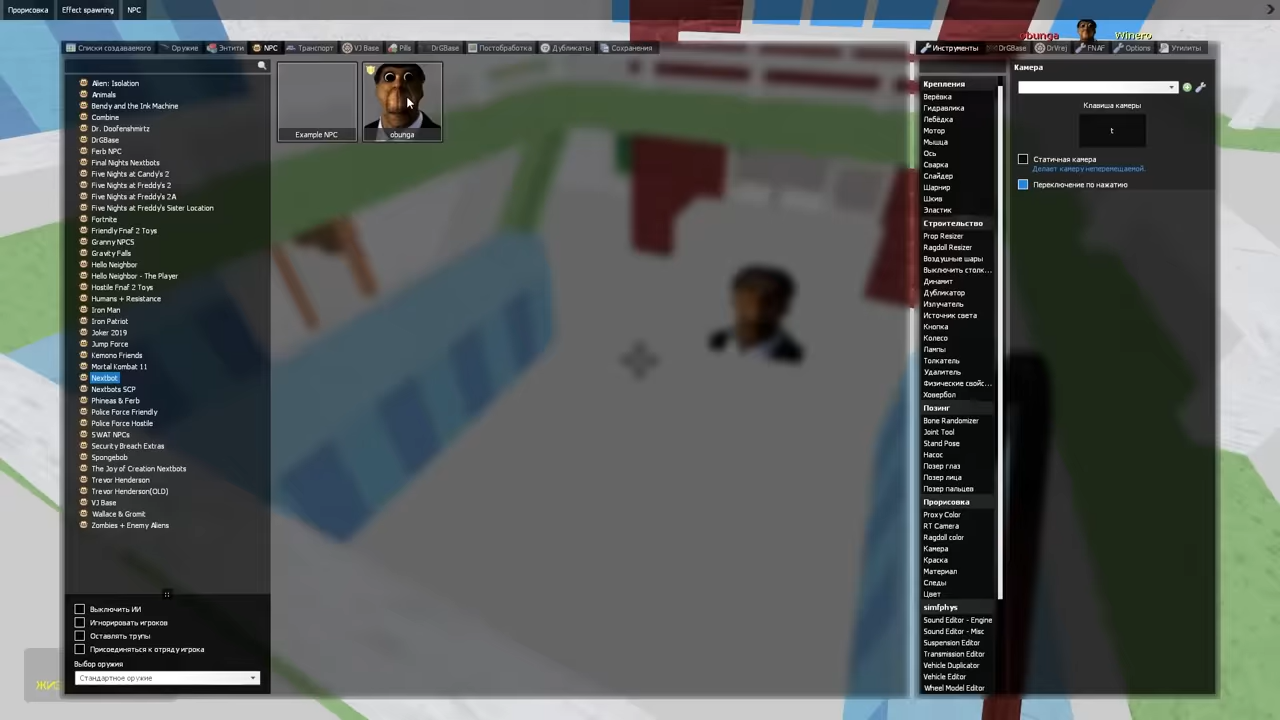 Прорисовка
Effect spawning
NPC
Obunga
Winero
Списки создаваемого
Оружие
Энтити
NPC
Транспорт
VJ Base
Pills
DrGBase
Постобработка
Дубликаты
Сохранения
Инструменты
DrGBase
DrVrej
FNAF
Options
Утилиты
Alien: Isolation
Animals
Bendy and the Ink Machine
Combine
Dr. Doofenshmirtz
DrGBase
Ferb NPC
Final Nights Nextbots
Five Nights at Candy's 2
Five Nights at Freddy's 2
Five Nights at Freddy's 2A
Five Nights at Freddy's Sister Location
Fortnite
Friendly Fnaf 2 Toys
Granny NPCS
Gravity Falls
Hello Neighbor
Hello Neighbor - The Player
Hostile Fnaf 2 Toys
Humans + Resistance
Iron Man
Iron Patriot
Joker 2019
Jump Force
Kemono Friends
Mortal Kombat 11
Nextbot
Nextbots SCP
Phineas & Ferb
Police Force Friendly
Police Force Hostile
SWAT NPCs
Security Breach Extras
Spongebob
The Joy of Creation Nextbots
Trevor Henderson
Trevor Henderson(OLD)
VJ Base
Wallace & Gromit
Zombies + Enemy Aliens
Выключить ИИ
Игнорировать игроков
Оставлять трупы
Присоединяться к отряду игрока
Выбор оружия
Стандартное оружие
Example NPC
obunga
Крепления
Верёвка
Гидравлика
Лебёдка
Мотор
Мышца
Ось
Сварка
Слайдер
Шарнир
Шкив
Эластик
Строительство
Prop Resizer
Ragdoll Resizer
Воздушные шары
Выключить столк...
Динамит
Дубликатор
Излучатель
Источник света
Кнопка
Колесо
Лампы
Толкатель
Удалитель
Физические свойс...
Ховербол
Позинг
Bone Randomizer
Joint Tool
Stand Pose
Насос
Позер глаз
Позер лица
Позер пальцев
Прорисовка
Proxy Color
RT Camera
Ragdoll color
Камера
Краска
Материал
Следы
Цвет
simfphys
Sound Editor - Engine
Sound Editor - Misc
Suspension Editor
Transmission Editor
Vehicle Duplicator
Vehicle Editor
Wheel Model Editor
Камера
Клавиша камеры
t
Статичная камера
Делает камеру неперемещаемой.
Переключение по нажатию